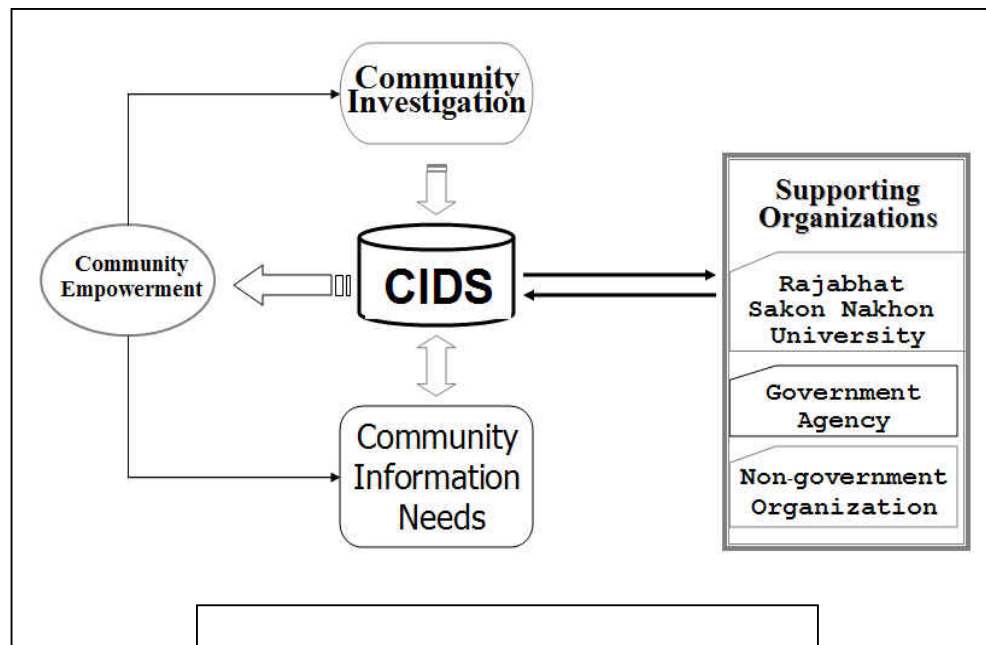 Community
Investigation
Supporting
Organizations
Community
Empowerment
CIDS
Rajabhat
Sakon Nakhon
University
Government
Agency
Community
Information
Needs
Non-government
Organization